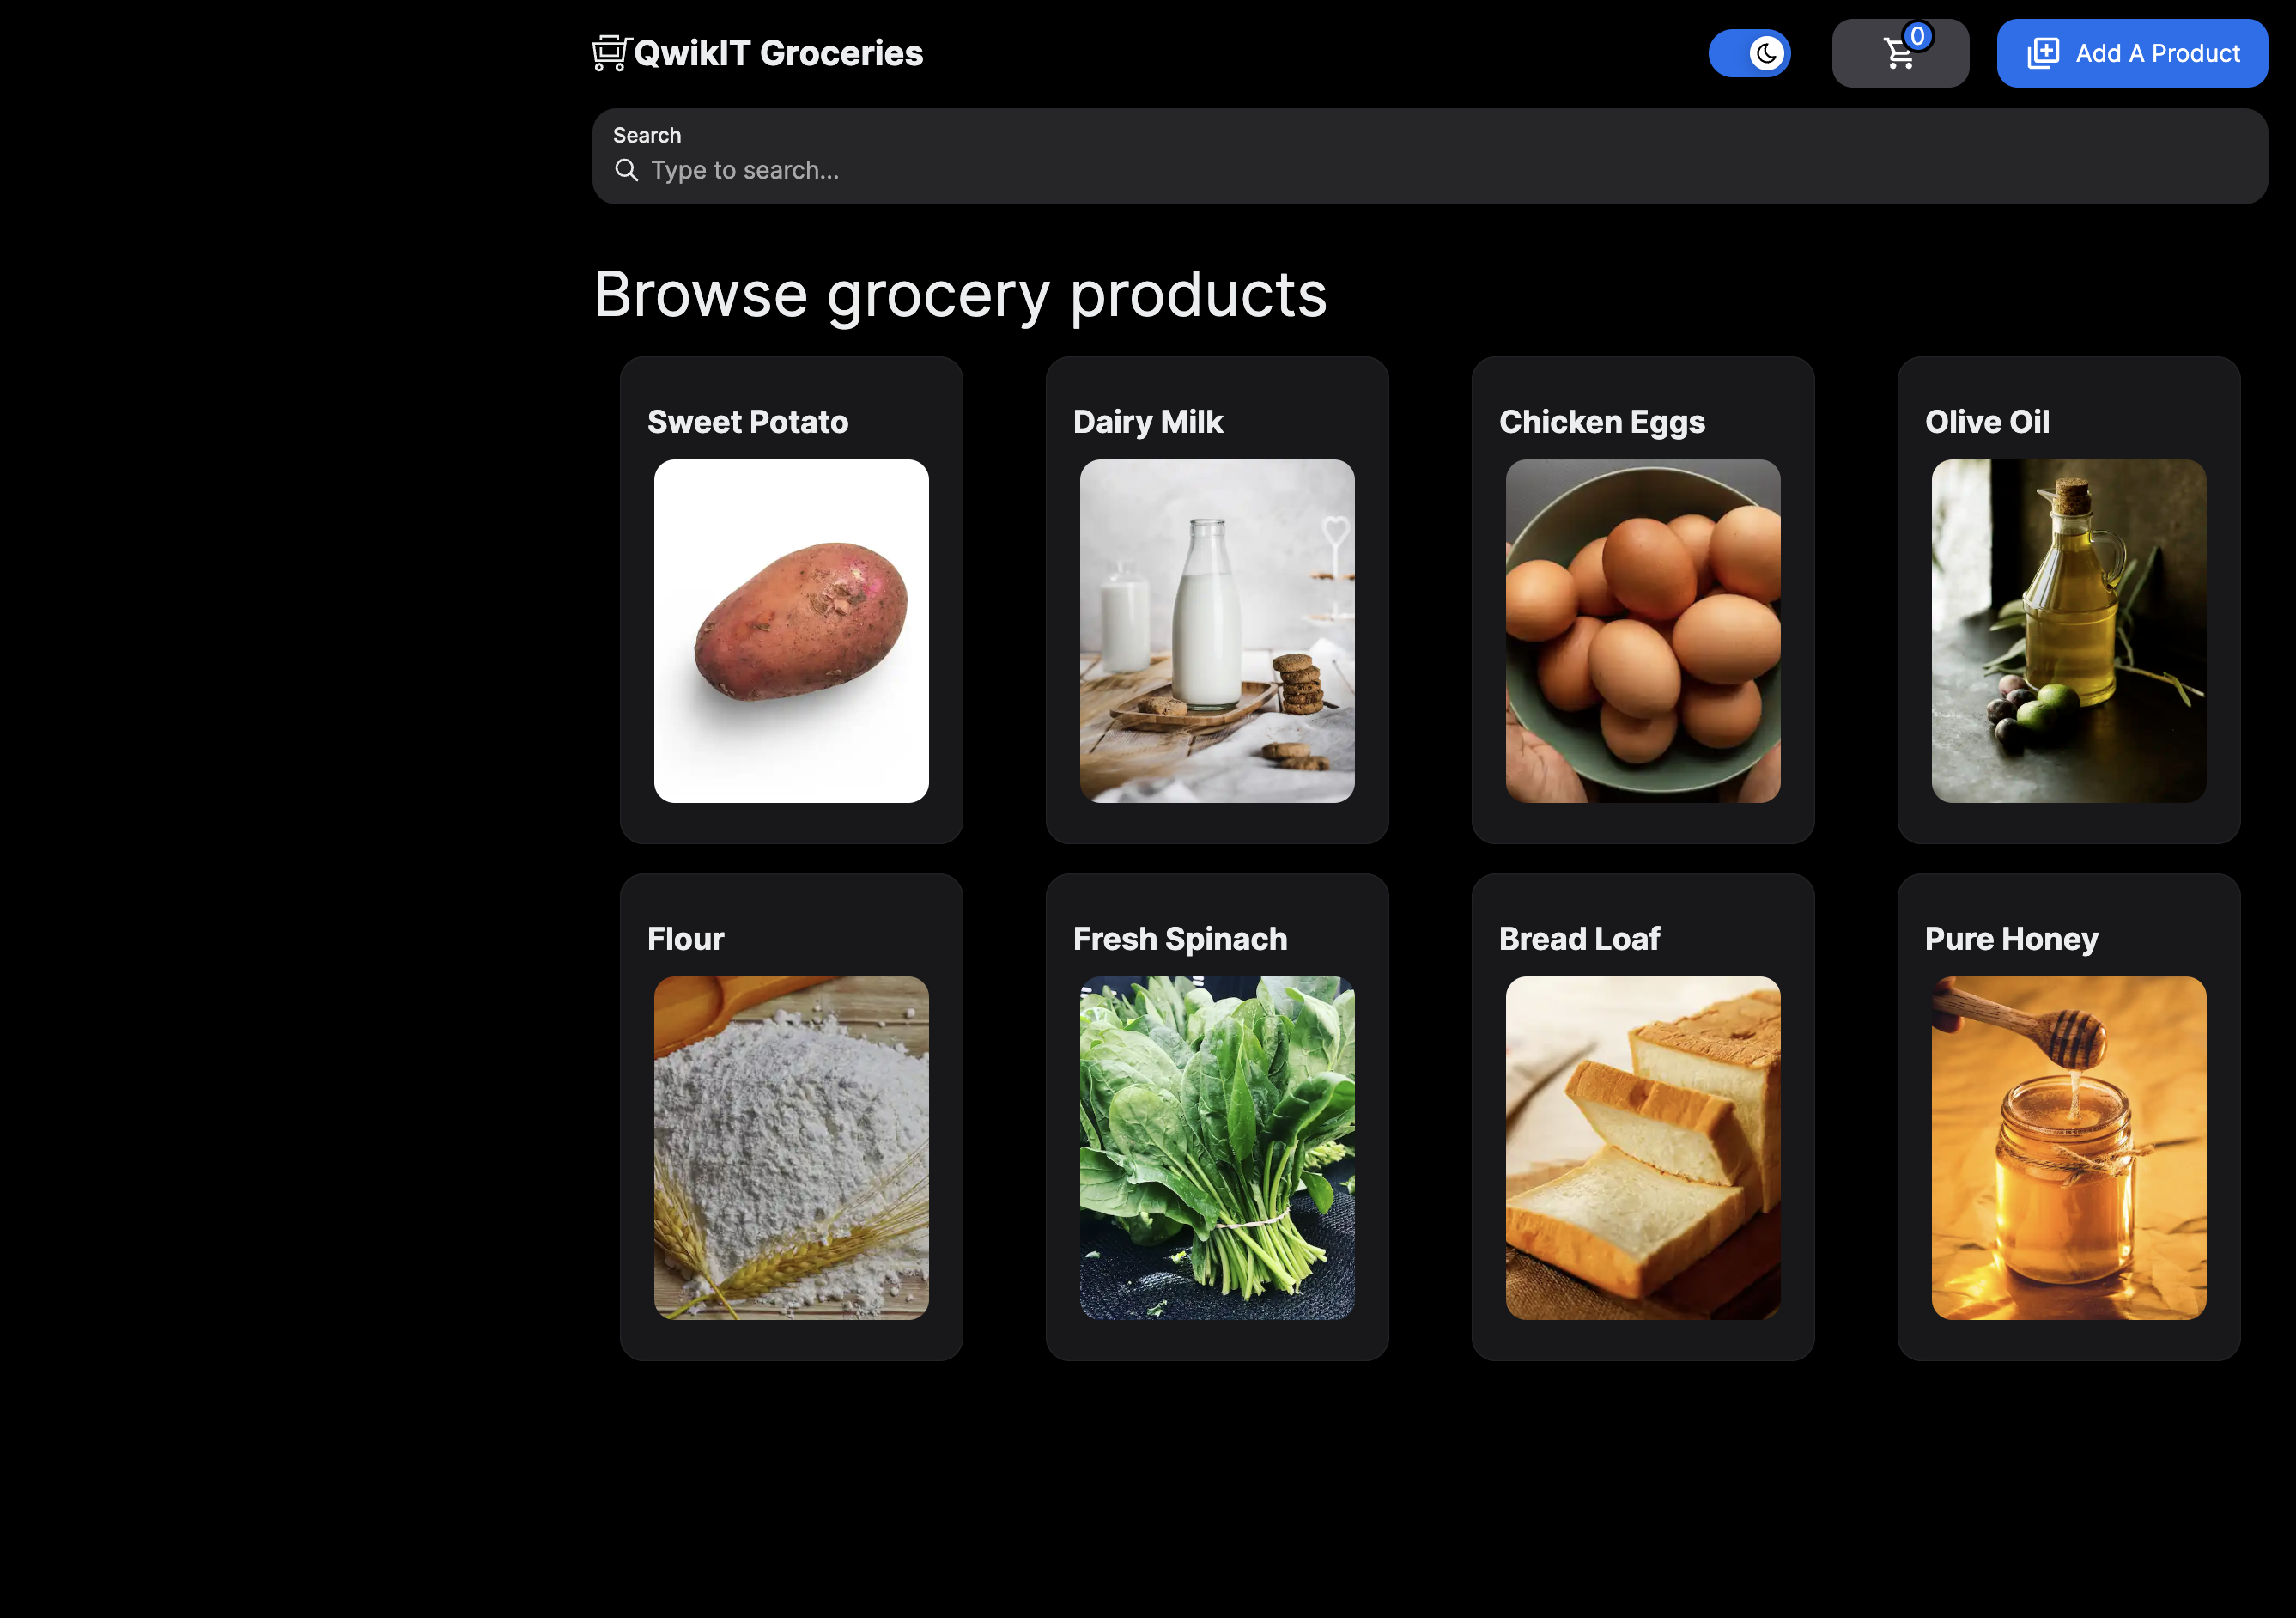 QwikIT Groceries
0
Add A Product
Search
Type to search...
Browse grocery products
Sweet Potato
Dairy Milk
Chicken Eggs
Olive Oil
Flour
Fresh Spinach
Bread Loaf
Pure Honey